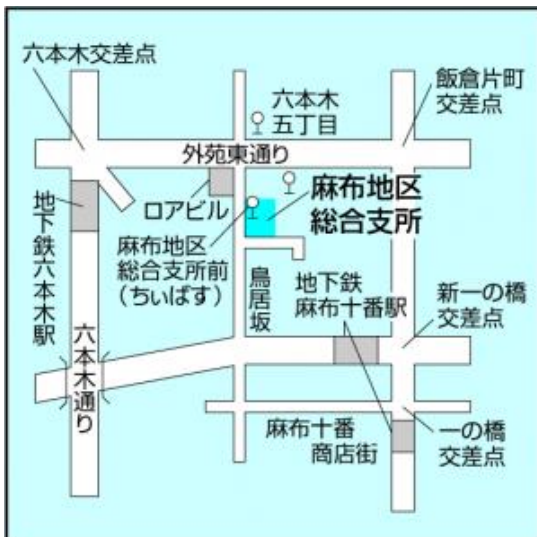 六本木交差点
六本木
五丁目
飯倉片町
交差点
外苑東通り
ロアビル
麻布地区
総合支所
地下鉄六本木駅
麻布地区
総合支所前
(ちぃばす)
鳥居坂
地下鉄
麻布十番駅
新一の橋
交差点
六本木通り
麻布十番
商店街
一の橋
交差点